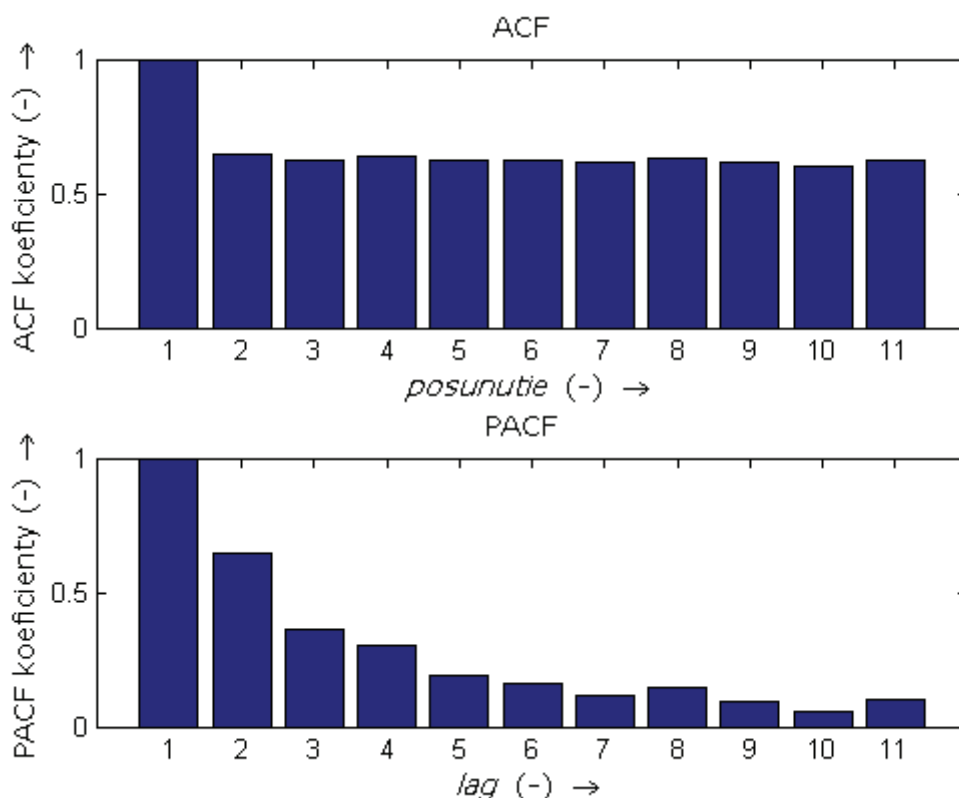 ACF
ACF koeficienty (-) →
1
0.5
0
1 2 3 4 5 6 7 8 9 10 11
posunutie (-) →
PACF
PACF koeficienty (-) →
1
0.5
0
1 2 3 4 5 6 7 8 9 10 11
lag (-) →